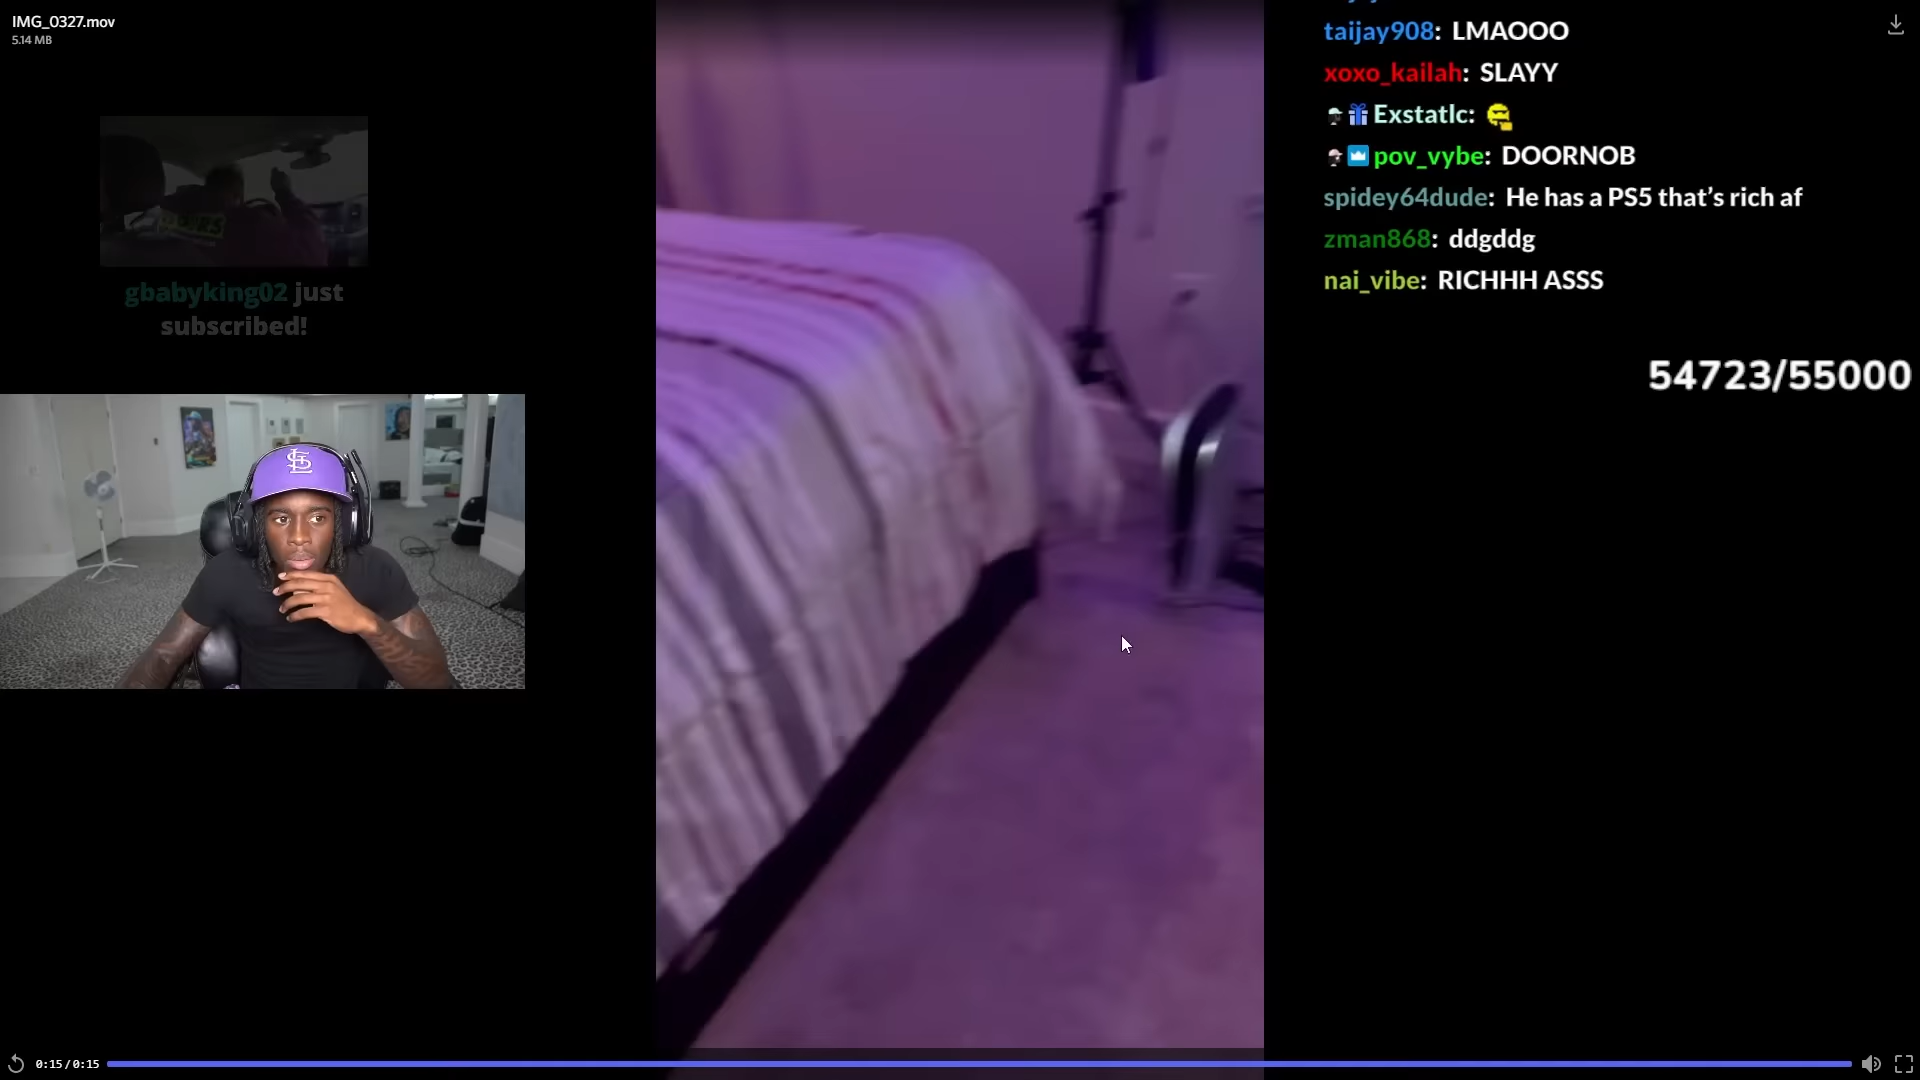 IMG_0327.mov
5.14 MB
gbabyking02 just
subscribed!
taijay908: LMAOOO
xoxo_kailah: SLAYY
Exstatlc:
pov_vybe: DOORNOB
spidey64dude: He has a PS5 that’s rich af
zman868: ddgddg
nai_vibe: RICHHH ASSS
54723/55000
0:15/0:15